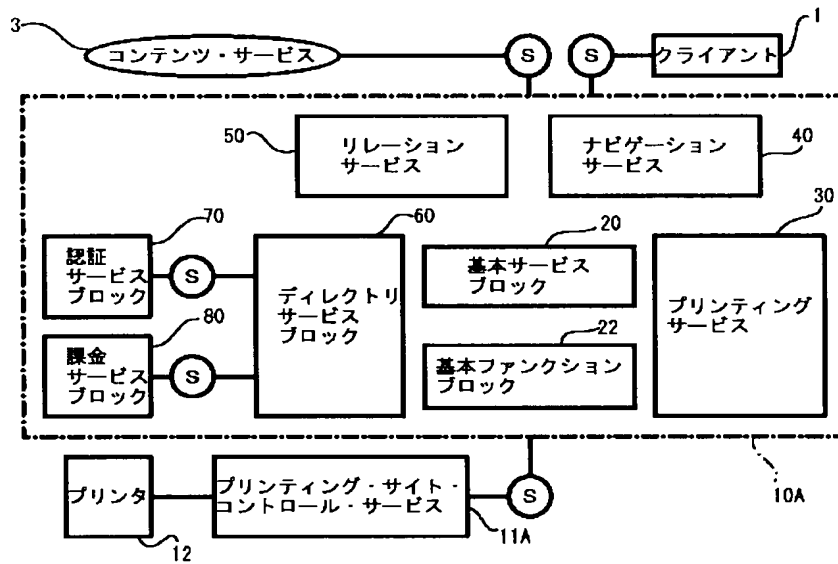 3
コンテンツ・サービス
S
S
クライアント
1
50
リレーション
サービス
ナビゲーション
サービス
40
70
認証
サービス
ブロック
S
60
ディレクトリ
サービス
ブロック
20
基本サービス
ブロック
30
プリンティング
サービス
80
課金
サービス
ブロック
S
22
基本ファンクション
ブロック
プリンタ
12
プリンティング・サイト・
コントロール・サービス
11A
S
10A